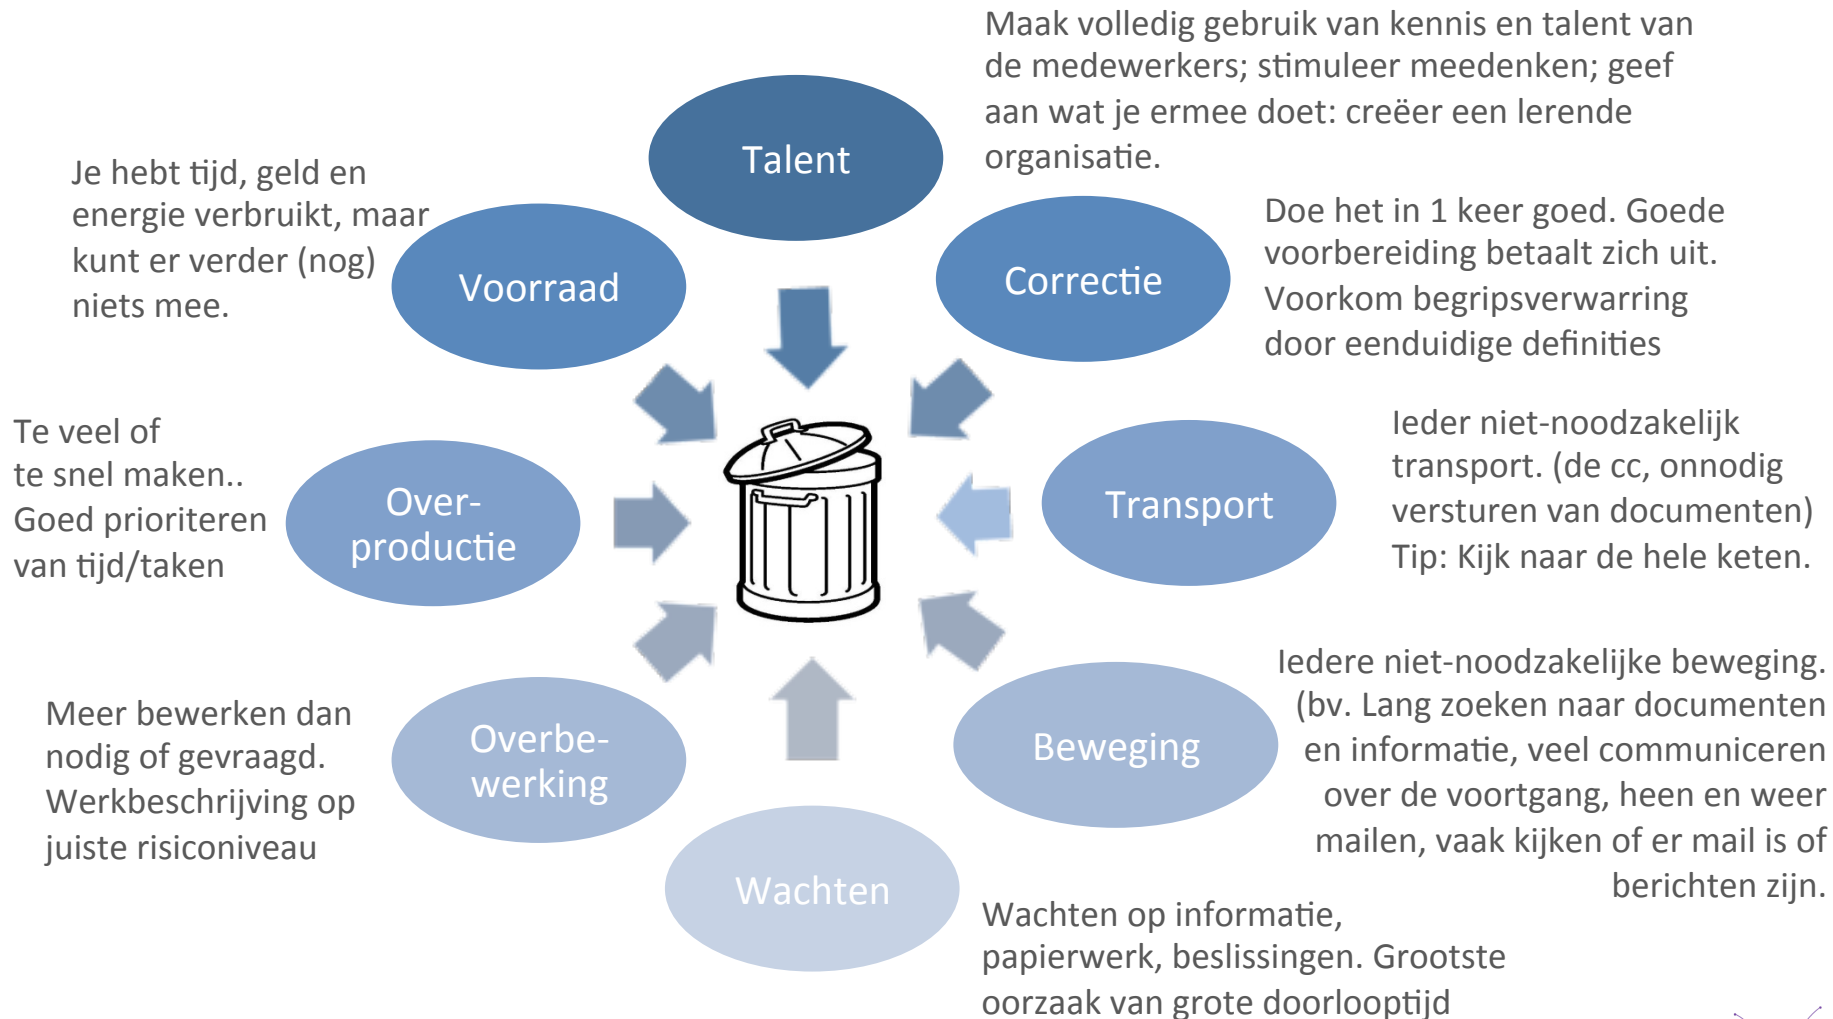 Maak volledig gebruik van kennis en talent van
de medewerkers; stimuleer meedenken; geef
aan wat je ermee doet: creëer een lerende
organisatie.
Talent
Je hebt tijd, geld en
energie verbruikt, maar
kunt er verder (nog)
niets mee.
Voorraad
Correctie
Doe het in 1 keer goed. Goede
voorbereiding betaalt zich uit.
Voorkom begripsverwarring
door eenduidige definities
Te veel of
te snel maken..
Goed prioriteren
van tijd/taken
Over-
productie
Transport
Ieder niet-noodzakelijk
transport. (de cc, onnodig
versturen van documenten)
Tip: Kijk naar de hele keten.
Meer bewerken dan
nodig of gevraagd.
Werkbeschrijving op
juiste risiconiveau
Overbe-
werking
Beweging
Iedere niet-noodzakelijke beweging.
(bv. Lang zoeken naar documenten
en informatie, veel communiceren
over de voortgang, heen en weer
mailen, vaak kijken of er mail is of
berichten zijn.
Wachten
Wachten op informatie,
papierwerk, beslissingen. Grootste
oorzaak van grote doorlooptijd